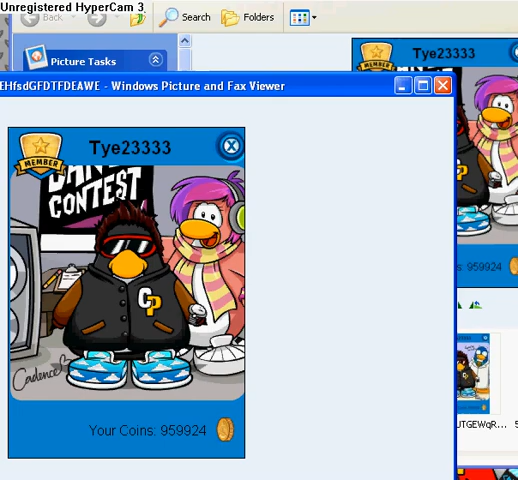 Unregistered HyperCam 3
Back
Search
Folders
Picture Tasks
Tye23333
EHfsdGFDTFDEAWE - Windows Picture and Fax Viewer
Tye23333
MEMBER
CONTEST
CP
Cadence
Your Coins: 959924
s: 959924
JTGEWqR...